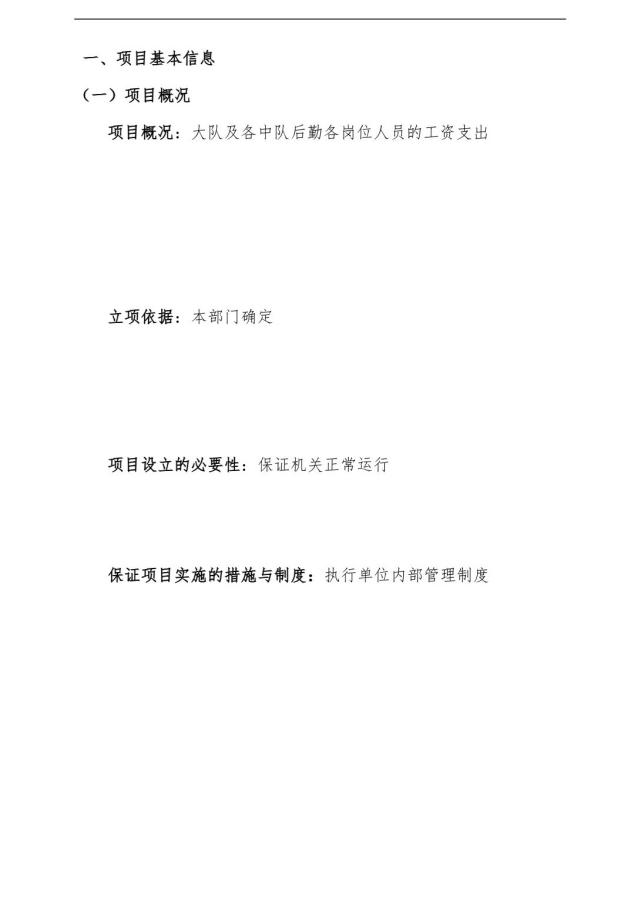 一、项目基本信息
（一）项目概况
项目概况：大队及各中队后勤各岗位人员的工资支出
立项依据：本部门确定
项目设立的必要性：保证机关正常运行
保证项目实施的措施与制度：执行单位内部管理制度